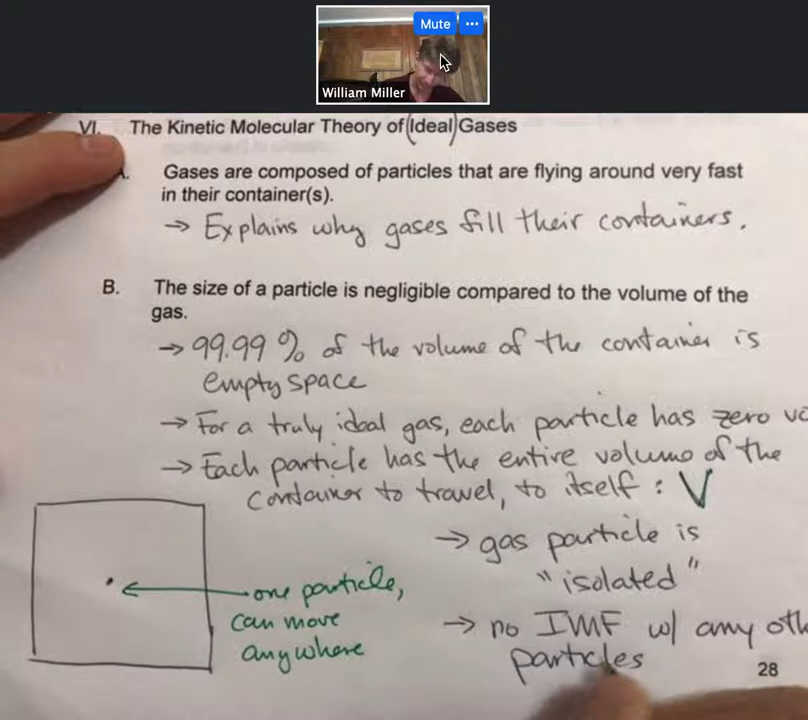 Mute
William Miller
VI. The Kinetic Molecular Theory of (Ideal) Gases
A. Gases are composed of particles that are flying around very fast
in their container(s).
→ Explains why gases fill their containers.
B. The size of a particle is negligible compared to the volume of the
gas.
→ 99.99 % of the volume of the container is
empty space
→ For a truly ideal gas, each particle has zero vo
→ Each particle has the entire volume of the
container to travel, to itself : V
→ gas particle is
"isolated"
→ no IMF w/ any oth
particles
one particle,
can move
anywhere
28